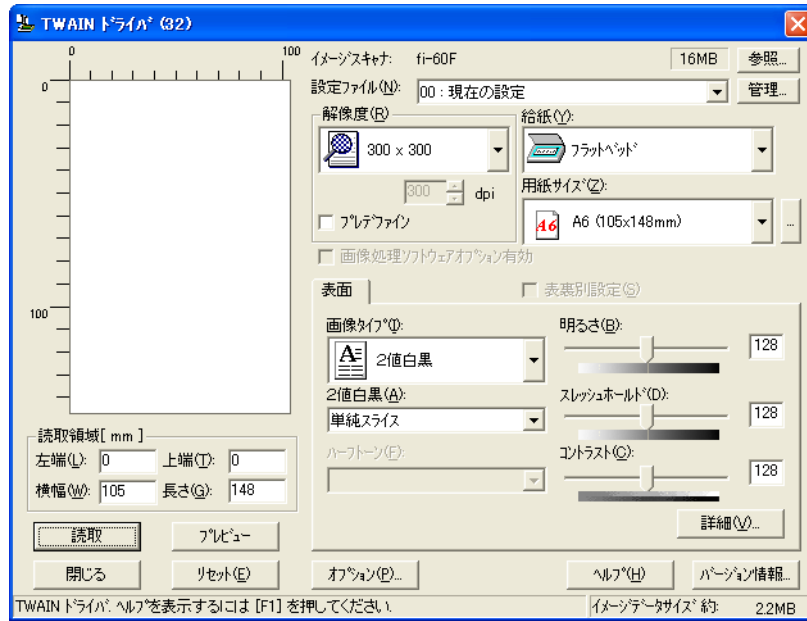 TWAIN ﾄﾞﾗｲﾊﾞ (32)
0 100
ｲﾒｰｼﾞｽｷｬﾅ: fi-60F 16MB 参照...
設定ﾌｧｲﾙ(N): 00 : 現在の設定 管理...
解像度(R) 給紙(Y):
0
300 × 300 ﾌﾗｯﾄﾍﾞｯﾄﾞ
300 dpi 用紙ｻｲｽﾞ(Z):
ﾌﾟﾚﾃﾞﾌｧｲﾝ A6 A6 (105x148mm) ...
画像処理ｿﾌﾄｳｪｱｵﾌﾟｼｮﾝ有効
表面 表裏別設定(S)
100
画像ﾀｲﾌﾟ(I): 明るさ(B):
A 2値白黒 128
2値白黒(A): ｽﾚｯｼｭﾎｰﾙﾄﾞ(D):
単純ｽﾗｲｽ 128
ﾊｰﾌﾄｰﾝ(F): ｺﾝﾄﾗｽﾄ(C):
128
読取領域[ mm ]
左端(L): 0 上端(T): 0
横幅(W): 105 長さ(G): 148
詳細(V)...
読取 ﾌﾟﾚﾋﾞｭｰ
閉じる ﾘｾｯﾄ(E) ｵﾌﾟｼｮﾝ(P)... ﾍﾙﾌﾟ(H) ﾊﾞｰｼﾞｮﾝ情報...
TWAIN ﾄﾞﾗｲﾊﾞ. ﾍﾙﾌﾟを表示するには [F1] を押してください. ｲﾒｰｼﾞﾃﾞｰﾀｻｲｽﾞ 約: 2.2MB